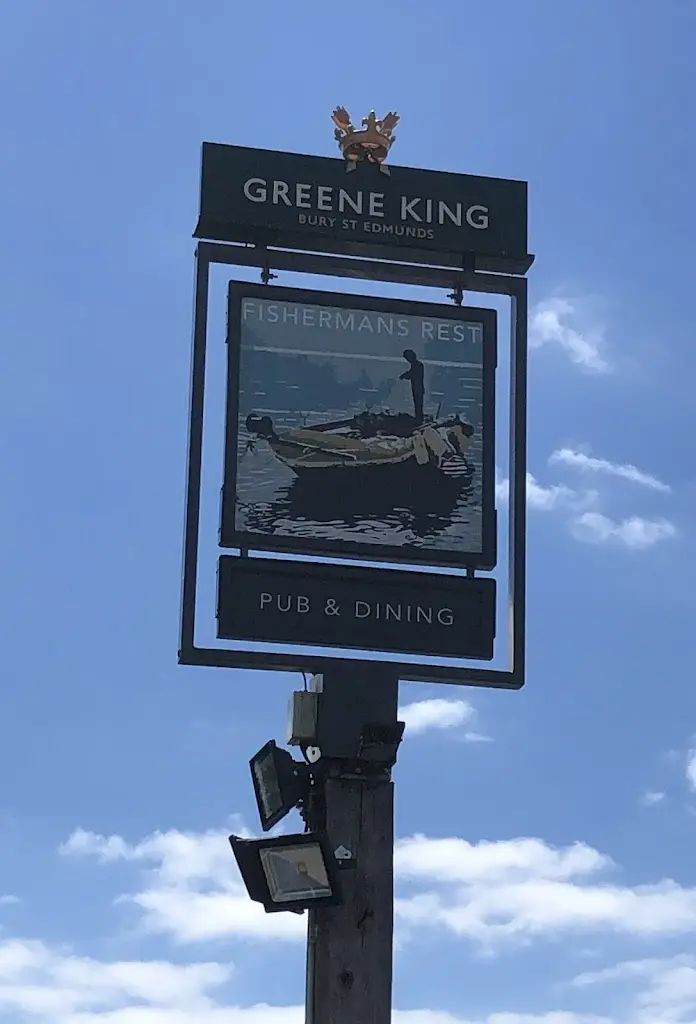 GREENE KING
BURY ST EDMUNDS
FISHERMANS REST
PUB & DINING